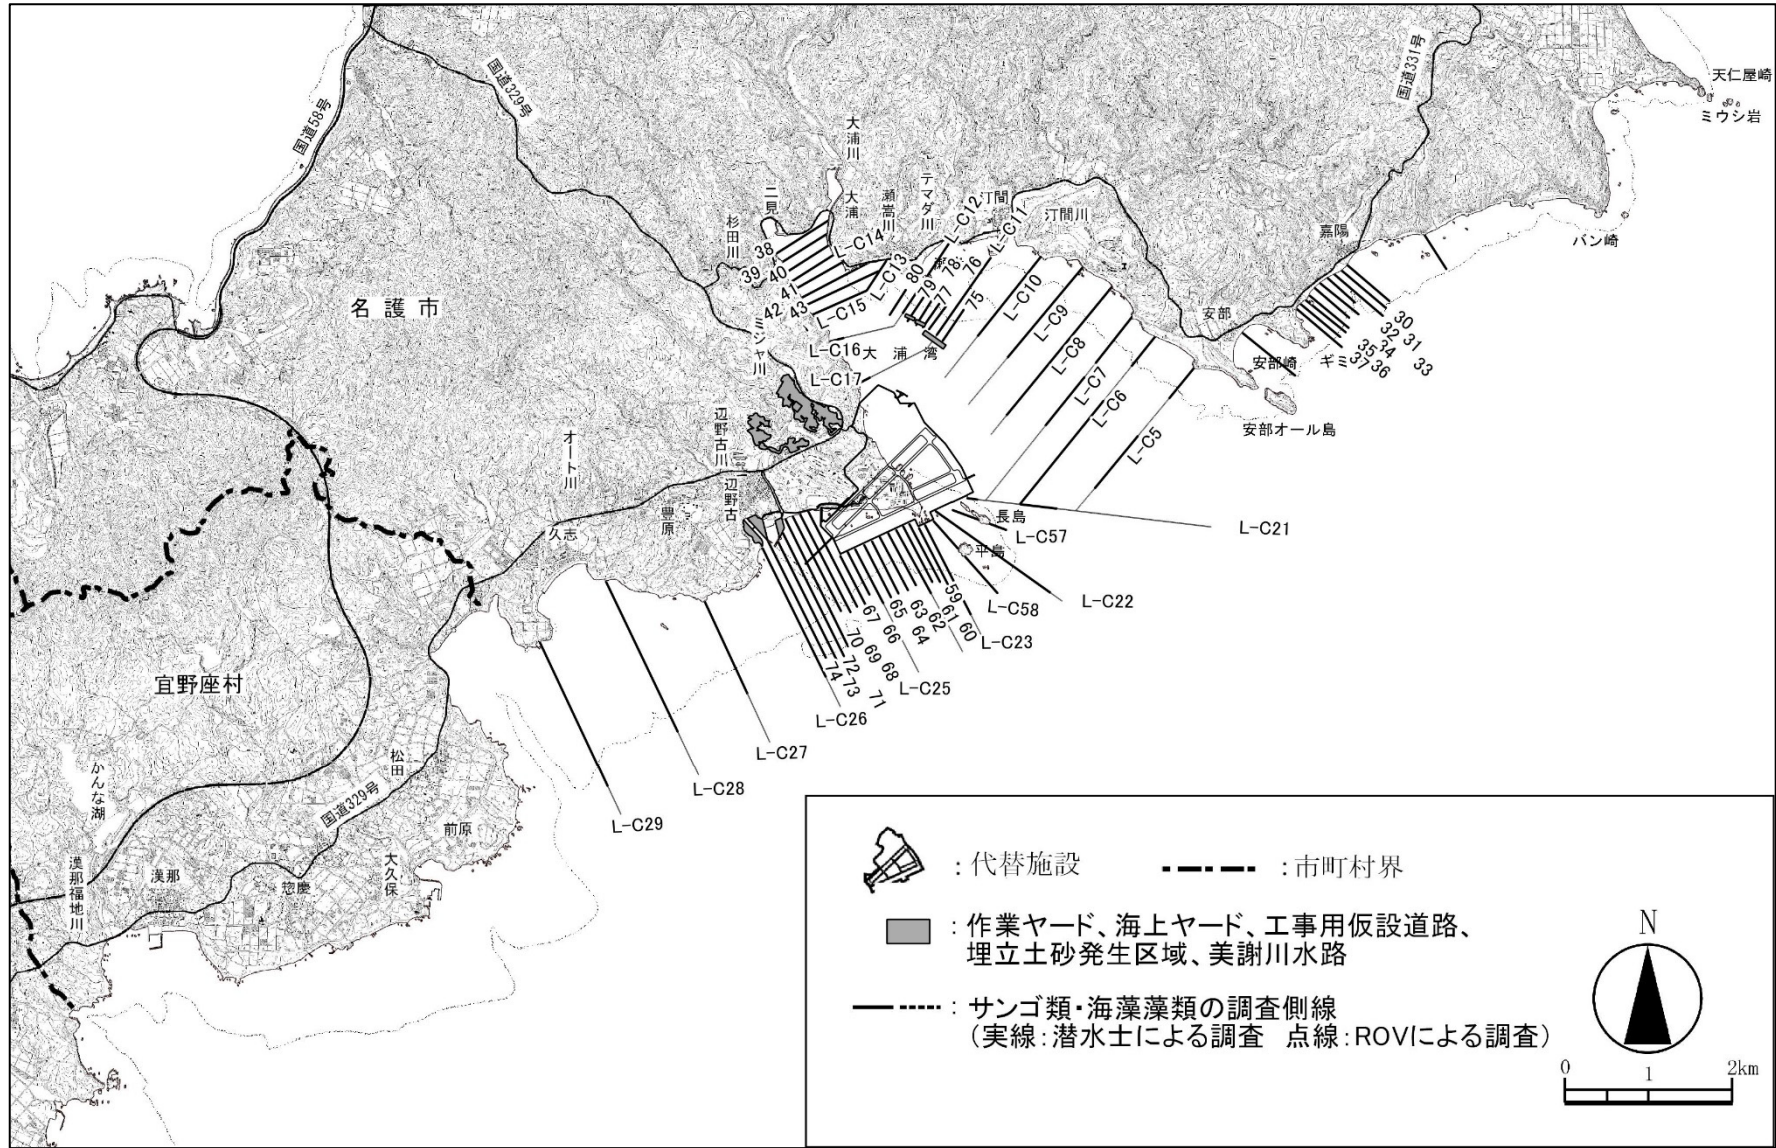 国道58号
国道329号
国道331号
天仁屋崎
ミウシ岩
バン崎
嘉陽
大浦川
二見
杉田川
大浦
瀬嵩川
テマダ川
汀間
汀間川
L-C14
L-C13
L-C12
L-C11
38
39
40
41
42
43
L-C15
L-C16
L-C17
80
79
78
77
76
75
大浦湾
L-C10
L-C9
L-C8
L-C7
L-C6
L-C5
安部
安部崎
ギミ
安部オール島
30
31
32
33
34
35
36
37
名護市
ミジャ川
辺野古川
辺野古
オート川
豊原
久志
長島
平島
L-C57
L-C21
L-C22
L-C58
L-C23
59
60
61
62
63
64
65
66
67
68
69
70
71
72
73
74
L-C25
L-C26
L-C27
L-C28
L-C29
宜野座村
かんな湖
松田
国道329号
前原
大久保
惣慶
漢那
漢那福地川
:代替施設
:市町村界
:作業ヤード、海上ヤード、工事用仮設道路、
埋立土砂発生区域、美謝川水路
:サンゴ類・海藻藻類の調査側線
(実線:潜水士による調査 点線:ROVによる調査)
N
0 1 2km